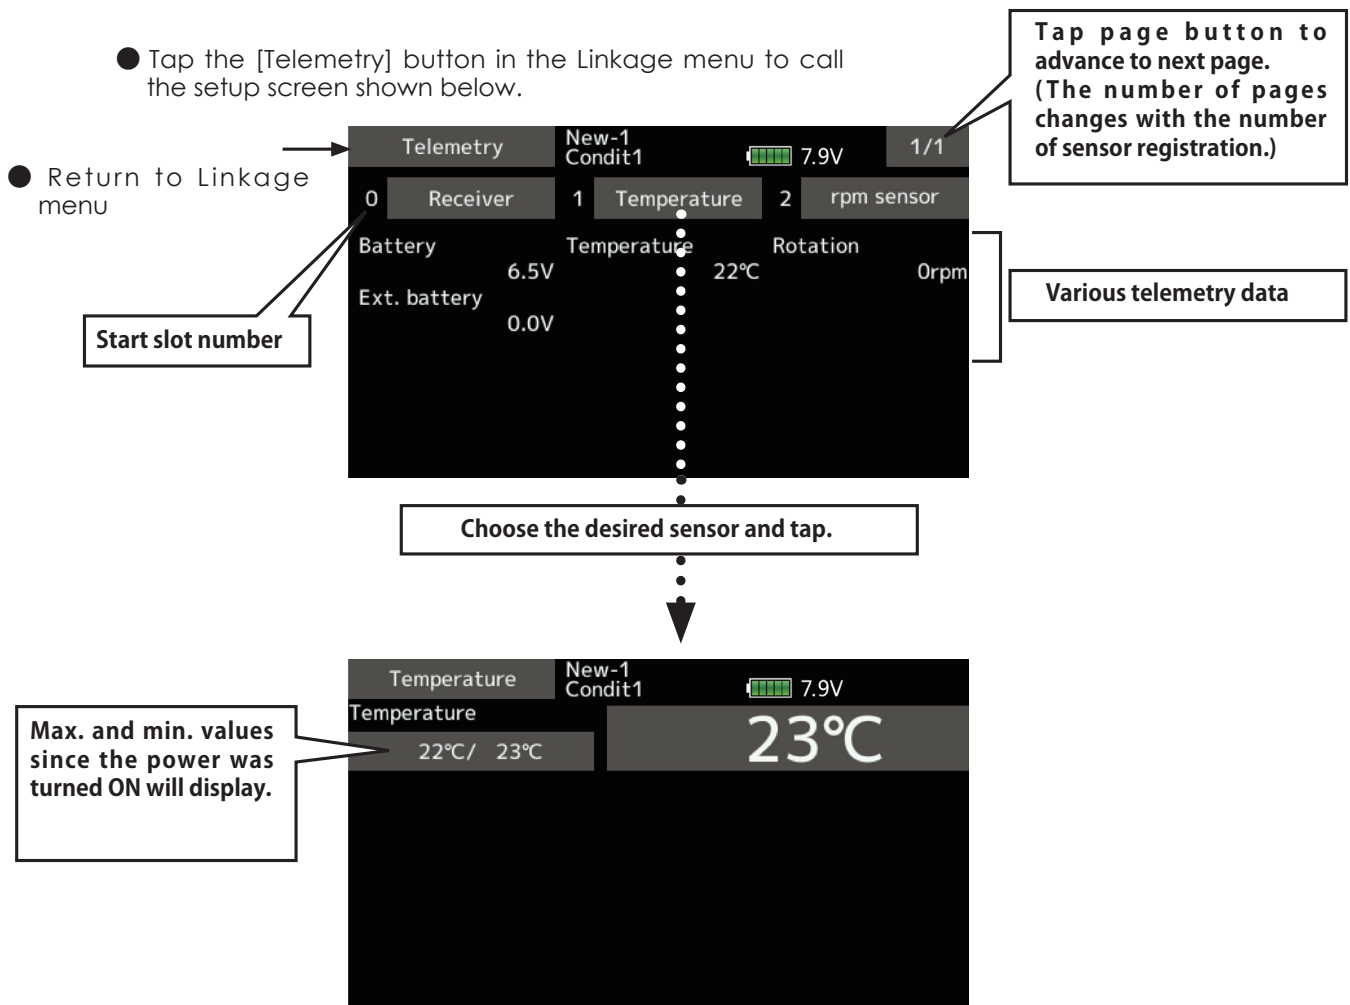 ● Tap the [Telemetry] button in the Linkage menu to call
the setup screen shown below.
Tap page button to
advance to next page.
(The number of pages
changes with the number
of sensor registration.)
● Return to Linkage
menu
Telemetry
New-1
Condit1
7.9V
1/1
0 Receiver 1 Temperature 2 rpm sensor
Battery Temperature Rotation
6.5V 22℃ 0rpm
Ext. battery
0.0V
Start slot number
Various telemetry data
Choose the desired sensor and tap.
Temperature
New-1
Condit1
7.9V
Temperature
22℃/ 23℃
23℃
Max. and min. values
since the power was
turned ON will display.